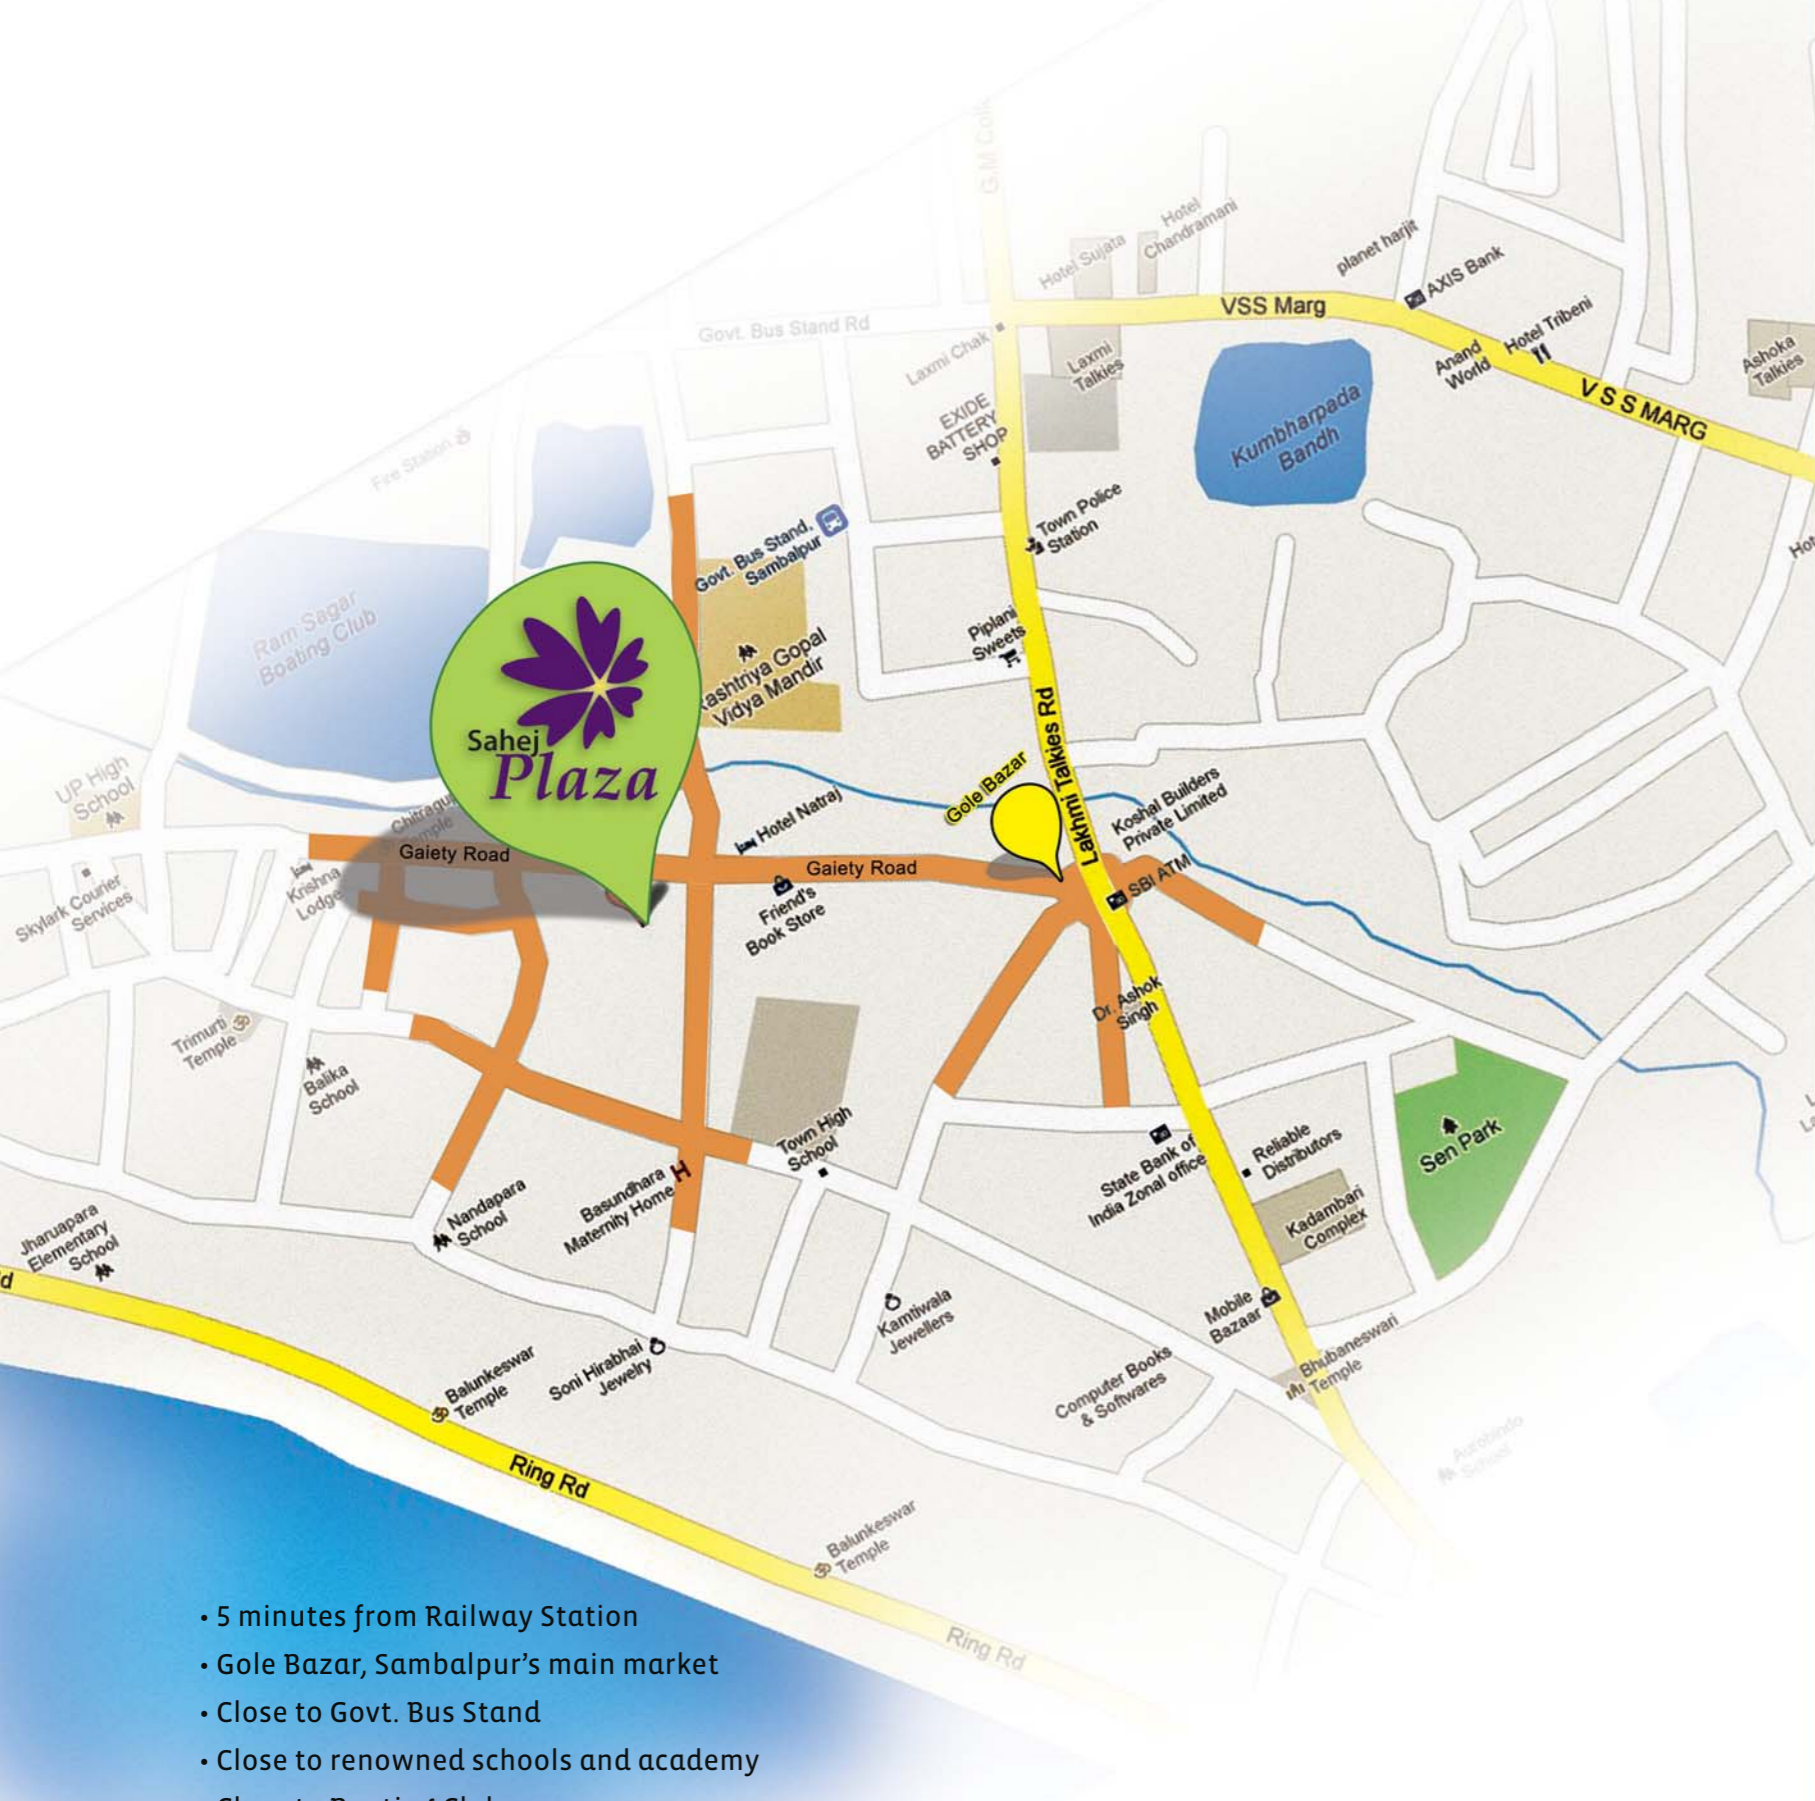 G.M Coll
Hotel
Chandramani
Hotel Sujata
planet harjit
AXIS Bank
VSS Marg
Govt. Bus Stand Rd
Laxmi Chak
Laxmi
Talkies
Anand
World
Hotel Tribeni
Ashoka
Talkies
V S S MARG
EXIDE
BATTERY
SHOP
Kumbharpada
Bandh
Fire Station
Govt. Bus Stand,
Sambalpur
Town Police
Station
Hot
Ram Sagar
Boating Club
Rashtriya Gopal
Vidya Mandir
Piplani
Sweets
Lakhmi Talkies Rd
Sahej
Plaza
UP High
School
Gole Bazar
Koshal Builders
Private Limited
Hotel Natraj
Gaiety Road
Gaiety Road
SBI ATM
Krishna
Lodge
Skylark Courier
Services
Friend's
Book Store
Dr. Ashok
Singh
Trimurti
Temple
Balika
School
Town High
School
Sen Park
State Bank of
India Zonal office
Reliable
Distributors
Basundhara
Maternity Home
H
Nandapara
School
Kadambari
Complex
Jharuapara
Elementary
School
d
Kamtiwala
Jewellers
Mobile
Bazaar
Bhubaneswari
Temple
Soni Hirabhai
Jewelry
Balunkeswar
Temple
Computer Books
& Softwares
Aurobindo
School
Ring Rd
Balunkeswar
Temple
Ring Rd
• 5 minutes from Railway Station
• Gole Bazar, Sambalpur's main market
• Close to Govt. Bus Stand
• Close to renowned schools and academy